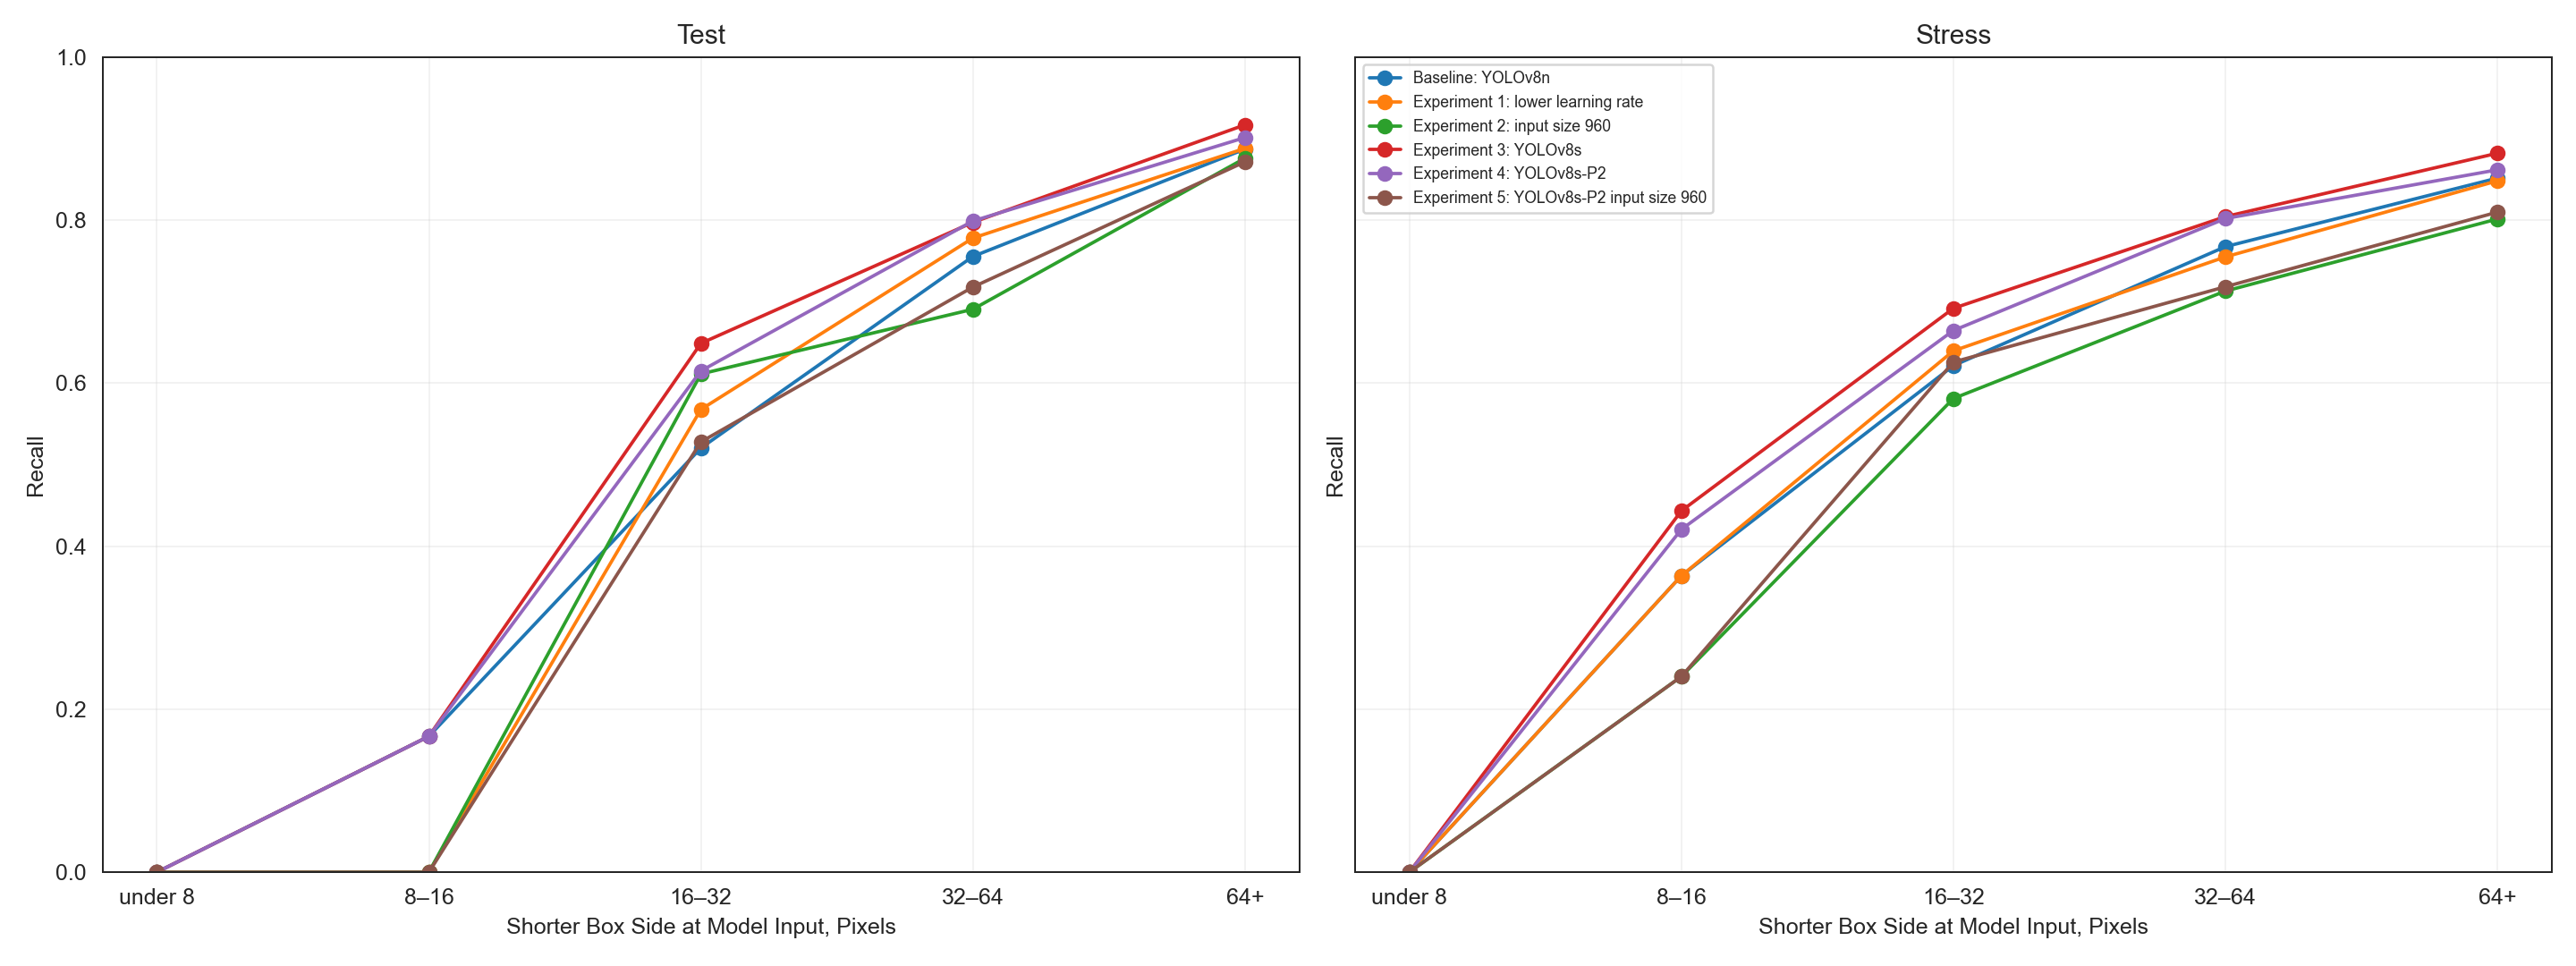 Test
1.0
0.8
0.6
0.4
0.2
0.0
Recall
under 8
8–16
16–32
32–64
64+
Shorter Box Side at Model Input, Pixels
Stress
Baseline: YOLOv8n
Experiment 1: lower learning rate
Experiment 2: input size 960
Experiment 3: YOLOv8s
Experiment 4: YOLOv8s-P2
Experiment 5: YOLOv8s-P2 input size 960
Recall
under 8
8–16
16–32
32–64
64+
Shorter Box Side at Model Input, Pixels